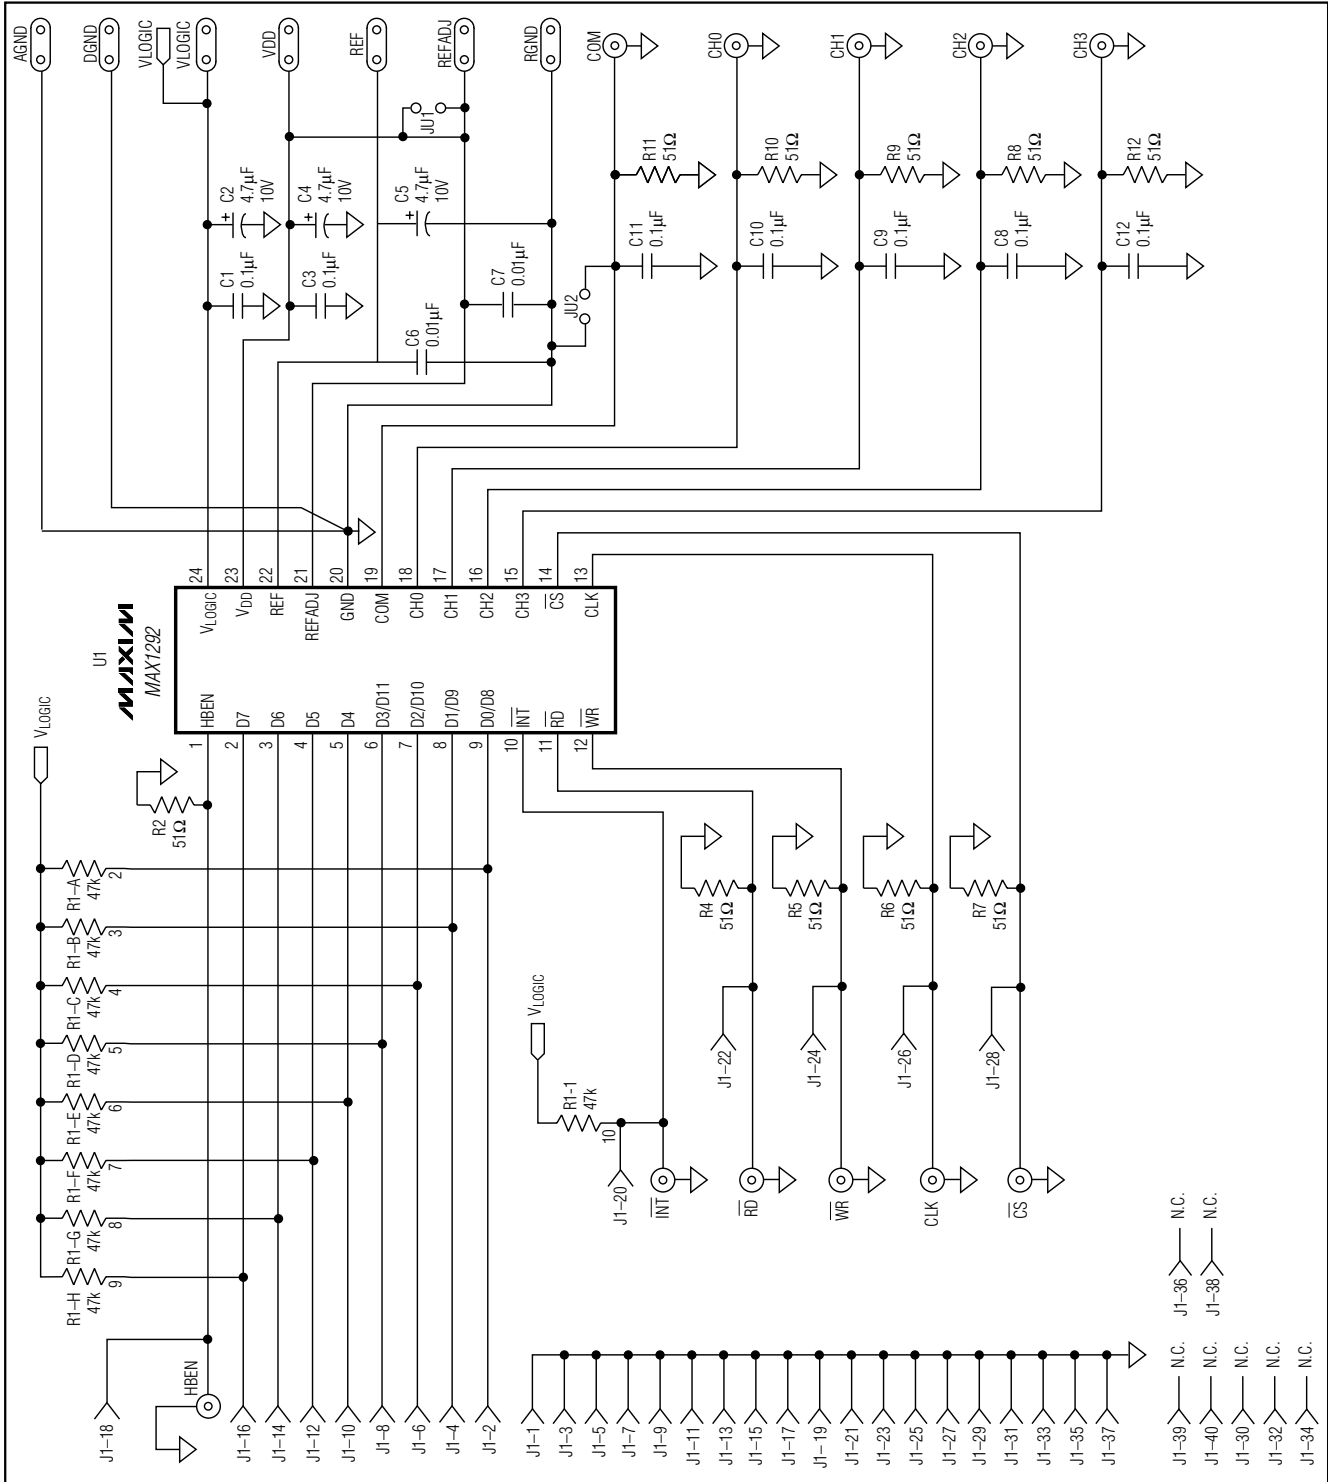 AGND
DGND
VLOGIC
VLOGIC
VDD
REF
REFADJ
RGND
COM
CH0
CH1
CH2
CH3
JU1
C2
4.7µF
10V
C4
4.7µF
10V
C5
4.7µF
10V
C1
0.1µF
C3
0.1µF
C7
0.01µF
C6
0.01µF
JU2
R11
51Ω
R10
51Ω
R9
51Ω
R8
51Ω
R12
51Ω
C11
0.1µF
C10
0.1µF
C9
0.1µF
C8
0.1µF
C12
0.1µF
U1
MAXIM
MAX1292
24
23
22
21
20
19
18
17
16
15
14
13
VLOGIC
VDD
REF
REFADJ
GND
COM
CH0
CH1
CH2
CH3
CS
CLK
HBEN
D7
D6
D5
D4
D3/D11
D2/D10
D1/D9
D0/D8
INT
RD
WR
1
2
3
4
5
6
7
8
9
10
11
12
VLOGIC
R2
51Ω
R1–A
47k
2
R1–B
47k
3
R1–C
47k
4
R1–D
47k
5
R1–E
47k
6
R1–F
47k
7
R1–G
47k
8
R1–H
47k
9
R4
51Ω
R5
51Ω
R6
51Ω
R7
51Ω
VLOGIC
R1-1
47k
10
J1–22
J1–24
J1–26
J1–28
J1–20
INT
RD
WR
CLK
CS
HBEN
J1–18
J1–16
J1–14
J1–12
J1–10
J1–8
J1–6
J1–4
J1–2
J1–1
J1–3
J1–5
J1–7
J1–9
J1–11
J1–13
J1–15
J1–17
J1–19
J1–21
J1–23
J1–25
J1–27
J1–29
J1–31
J1–33
J1–35
J1–37
J1–36 N.C.
J1–38 N.C.
J1–39 N.C.
J1–40 N.C.
J1–30 N.C.
J1–32 N.C.
J1–34 N.C.